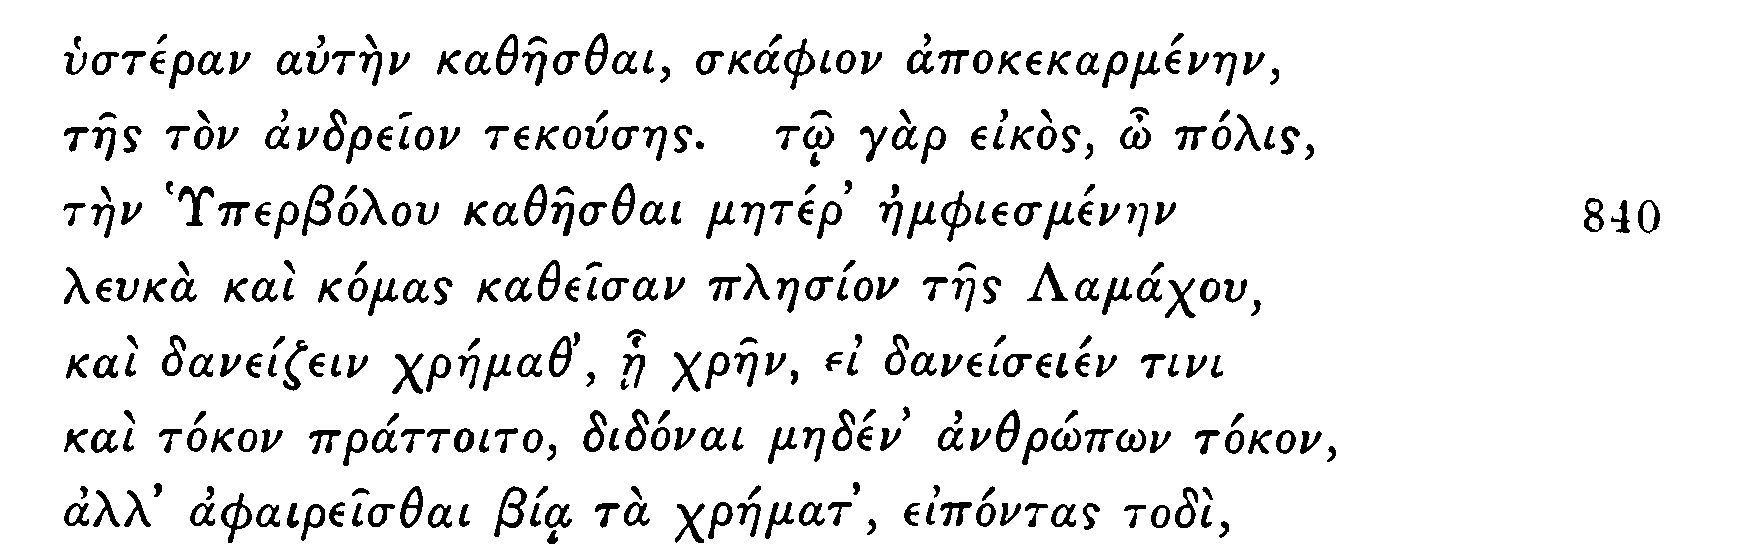 ὑστέραν αὐτὴν καθῆσθαι, σκάφιον ἀποκεκαρμένην,
τῆς τὸν ἀνδρεῖον τεκούσης. τῷ γὰρ εἰκὸς, ὦ πόλις,
τὴν Ὑπερβόλου καθῆσθαι μητέρ’ ἠμφιεσμένην 840
λευκὰ καὶ κόμας καθεῖσαν πλησίον τῆς Λαμάχου,
καὶ δανείζειν χρήμαθ’, ᾗ χρῆν, εἰ δανείσειέν τινι
καὶ τόκον πράττοιτο, διδόναι μηδέν’ ἀνθρώπων τόκον,
ἀλλ’ ἀφαιρεῖσθαι βίᾳ τὰ χρήματ’, εἰπόντας τοδὶ,